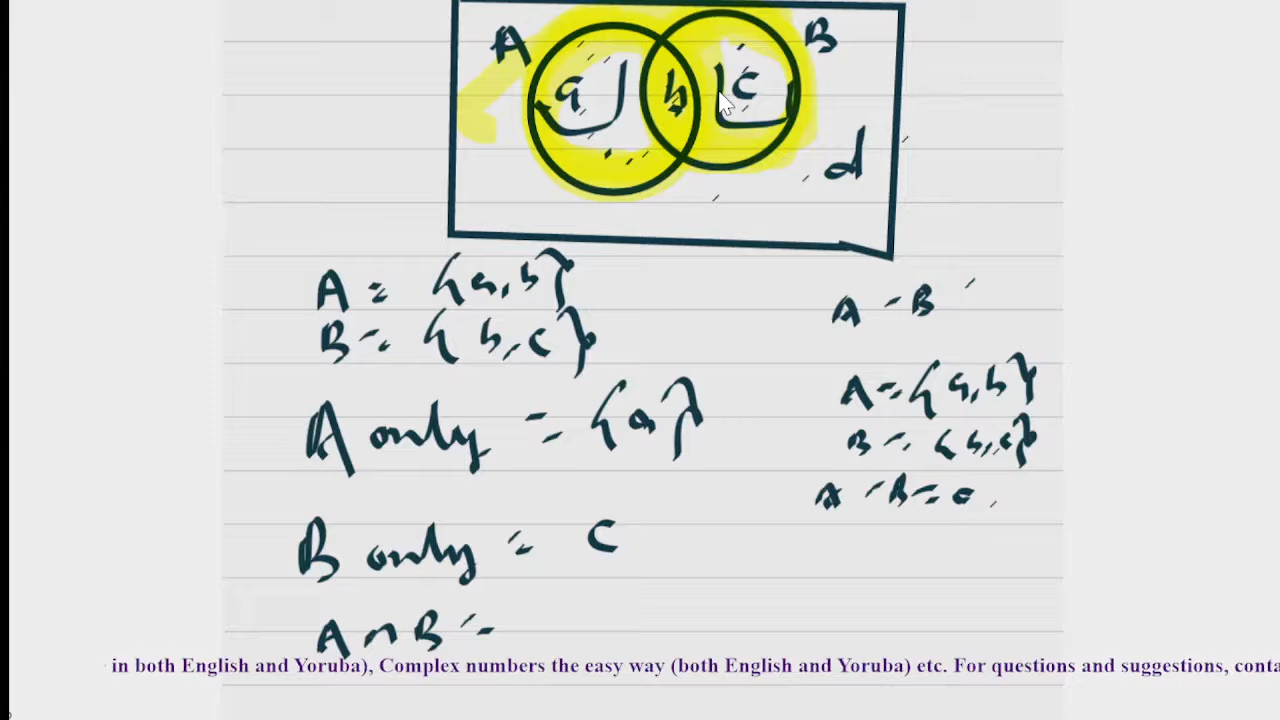 A B
a b c
d
A = {a, b}
B = {b, c}
A only = {a}
B only = c
A ∩ B =
A - B
A = {a, b}
B = {b, c}
A - B =
in both English and Yoruba), Complex numbers the easy way (both English and Yoruba) etc. For questions and suggestions, conta